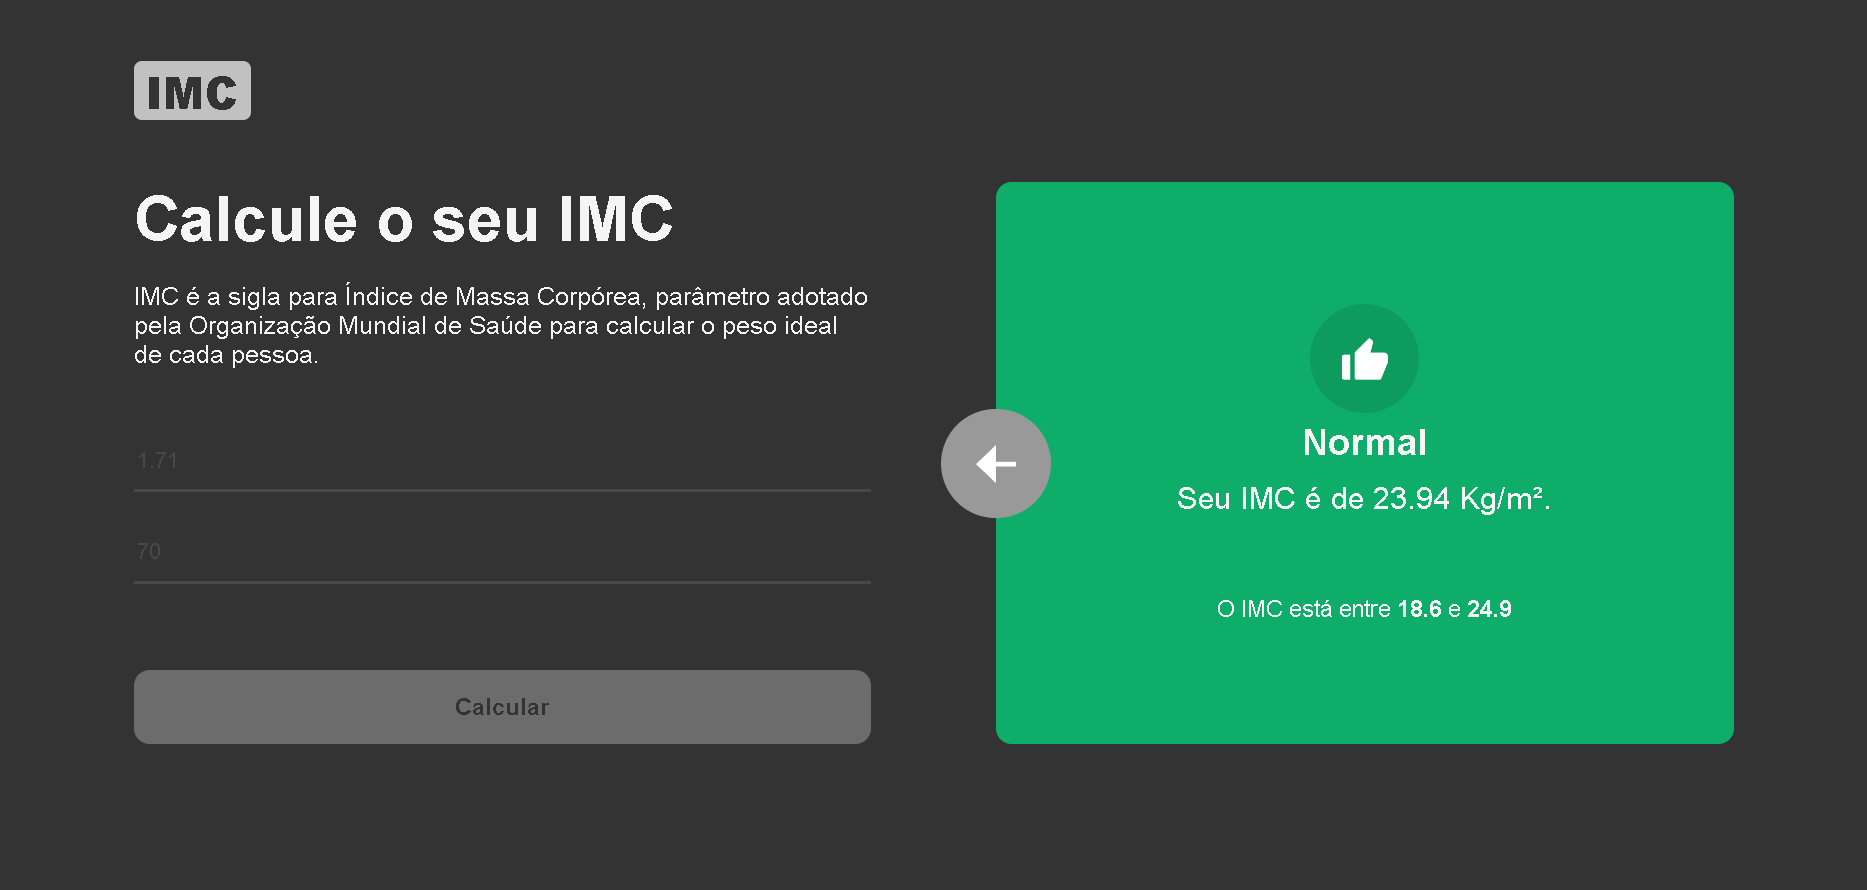 IMC
Calcule o seu IMC
IMC é a sigla para Índice de Massa Corpórea, parâmetro adotado
pela Organização Mundial de Saúde para calcular o peso ideal
de cada pessoa.
1.71
70
Calcular
Normal
Seu IMC é de 23.94 Kg/m².
O IMC está entre 18.6 e 24.9